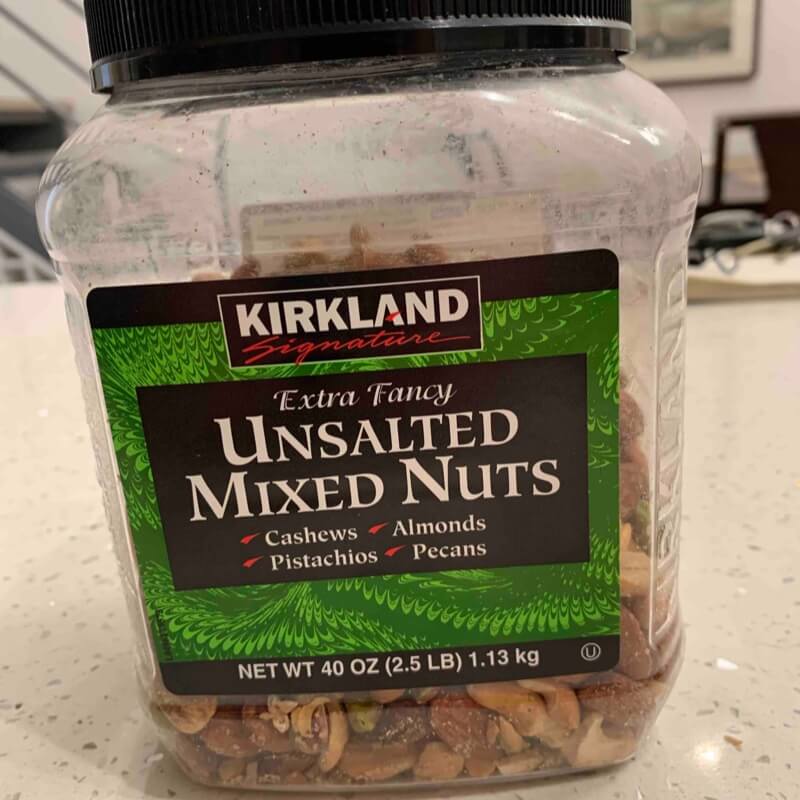 KIRKLAND
Signature
Extra Fancy
UNSALTED
MIXED NUTS
Cashews Almonds
Pistachios Pecans
NET WT 40 OZ (2.5 LB) 1.13 kg
U
KIRKLAND